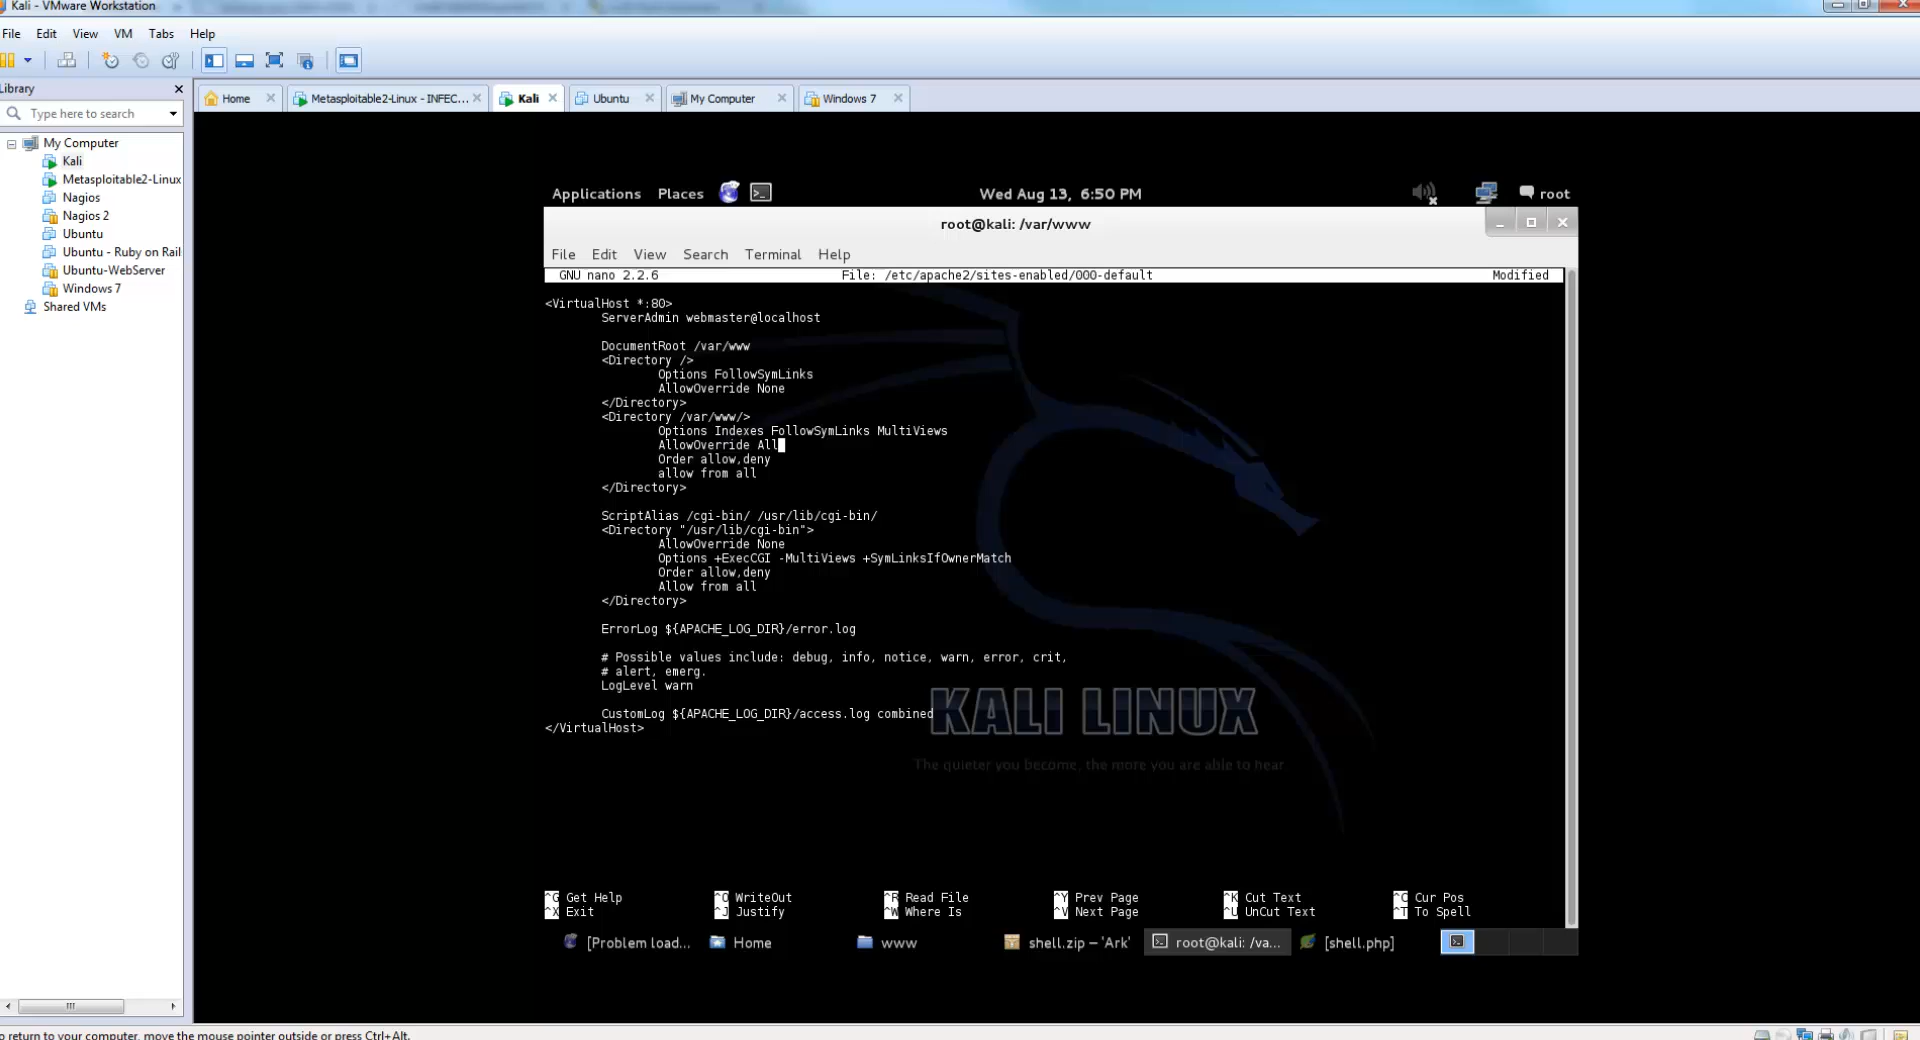 Kali - VMware Workstation
File Edit View VM Tabs Help
Library
Type here to search
Home
Metasploitable2-Linux - INFEC...
Kali
Ubuntu
My Computer
Windows 7
My Computer
Kali
Metasploitable2-Linux
Nagios
Nagios 2
Ubuntu
Ubuntu - Ruby on Rail
Ubuntu-WebServer
Windows 7
Shared VMs
Applications Places Wed Aug 13, 6:50 PM root
root@kali: /var/www
File Edit View Search Terminal Help
GNU nano 2.2.6 File: /etc/apache2/sites-enabled/000-default Modified
<VirtualHost *:80>
ServerAdmin webmaster@localhost
DocumentRoot /var/www
<Directory />
Options FollowSymLinks
AllowOverride None
</Directory>
<Directory /var/www/>
Options Indexes FollowSymLinks MultiViews
AllowOverride All
Order allow,deny
allow from all
</Directory>
ScriptAlias /cgi-bin/ /usr/lib/cgi-bin/
<Directory "/usr/lib/cgi-bin">
AllowOverride None
Options +ExecCGI -MultiViews +SymLinksIfOwnerMatch
Order allow,deny
Allow from all
</Directory>
ErrorLog ${APACHE_LOG_DIR}/error.log
# Possible values include: debug, info, notice, warn, error, crit,
# alert, emerg.
LogLevel warn
CustomLog ${APACHE_LOG_DIR}/access.log combined
</VirtualHost>
KALI LINUX
The quieter you become, the more you are able to hear
^G Get Help ^O WriteOut ^R Read File ^Y Prev Page ^K Cut Text ^C Cur Pos
^X Exit ^J Justify ^W Where Is ^V Next Page ^U UnCut Text ^T To Spell
[Problem load... Home www shell.zip – 'Ark' root@kali: /va... [shell.php]
o return to your computer, move the mouse pointer outside or press Ctrl+Alt.